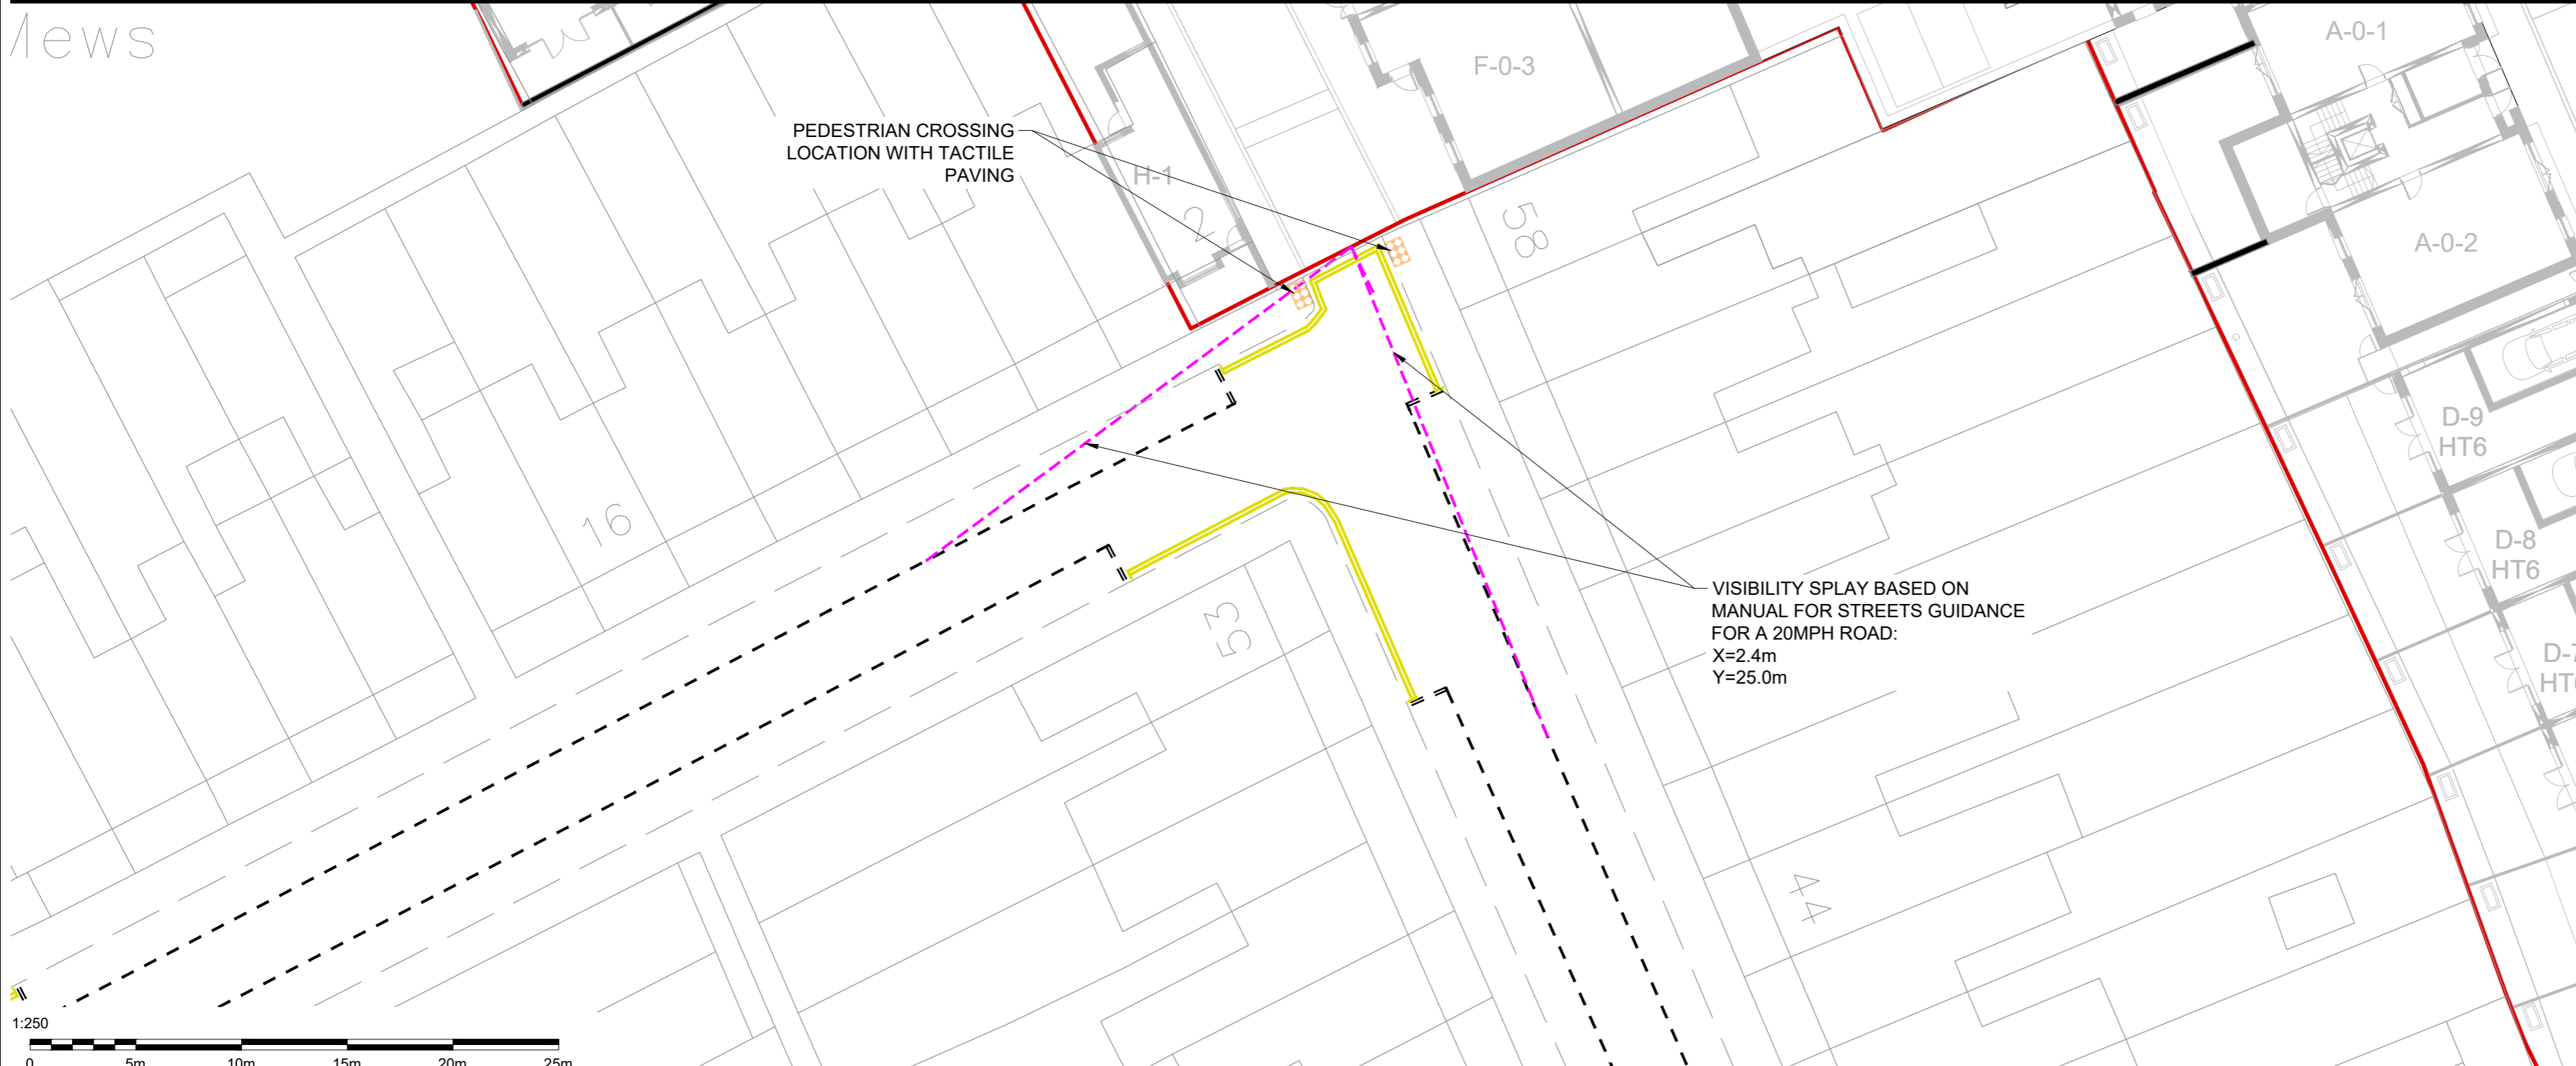 F-0-3
A-0-1
PEDESTRIAN CROSSING
LOCATION WITH TACTILE
PAVING
H-1
2
58
A-0-2
D-9
HT6
16
D-8
HT6
35
VISIBILITY SPLAY BASED ON
MANUAL FOR STREETS GUIDANCE
FOR A 20MPH ROAD:
X=2.4m
Y=25.0m
44
1:250
0 5m 10m 15m 20m 25m